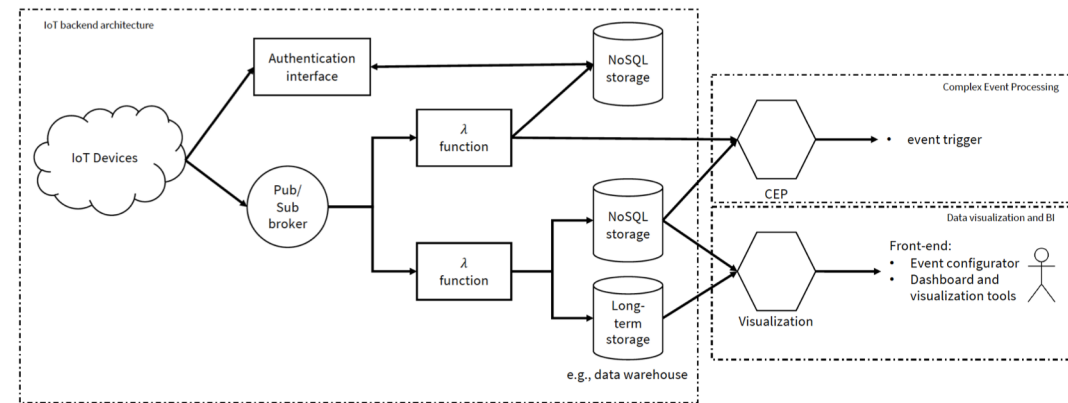 IoT backend architecture
Authentication
interface
NoSQL
storage
Complex Event Processing
IoT Devices
λ
function
• event trigger
CEP
Pub/
Sub
broker
NoSQL
storage
Data visualization and BI
λ
function
Front-end:
• Event configurator
• Dashboard and
visualization tools
Long-
term
storage
Visualization
e.g., data warehouse